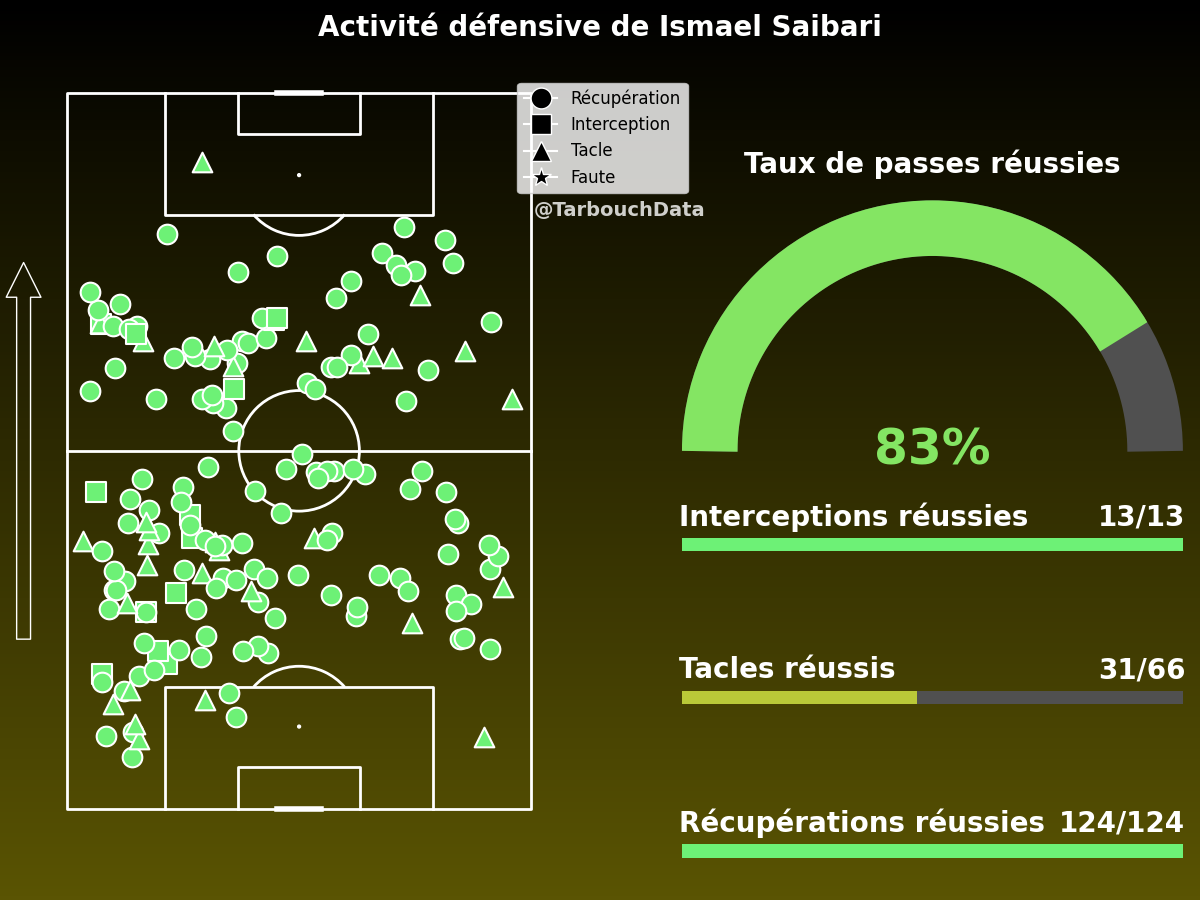 Activité défensive de Ismael Saibari
Récupération
Interception
Tacle
Faute
@TarbouchData
Taux de passes réussies
83%
Interceptions réussies 13/13
Tacles réussis 31/66
Récupérations réussies 124/124